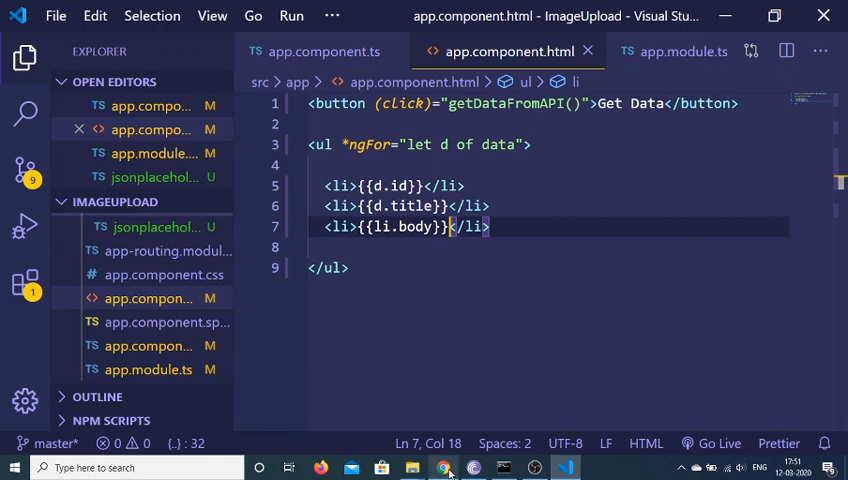 File Edit Selection View Go Run ... app.component.html - ImageUpload - Visual Stu...
EXPLORER
TS app.component.ts
<> app.component.html
TS app.module.ts
src > app > <> app.component.html > ul > li
OPEN EDITORS
TS app.compo... M
<> app.compo... M
TS app.module.... M
TS jsonplacehol... U
IMAGEUPLOAD
TS jsonplacehol... U
TS app-routing.modul...
# app.component.css
<> app.compon... M
TS app.component.sp...
TS app.compon... M
TS app.module.ts M
OUTLINE
NPM SCRIPTS
9
1
1 <button (click)="getDataFromAPI()">Get Data</button>
2
3 <ul *ngFor="let d of data">
4
5 <li>{{d.id}}</li>
6 <li>{{d.title}}</li>
7 <li>{{li.body}}</li>
8
9 </ul>
master* 0 0 {..} : 32 Ln 7, Col 18 Spaces: 2 UTF-8 LF HTML Go Live Prettier
Type here to search
ENG
17:51
12-03-2020